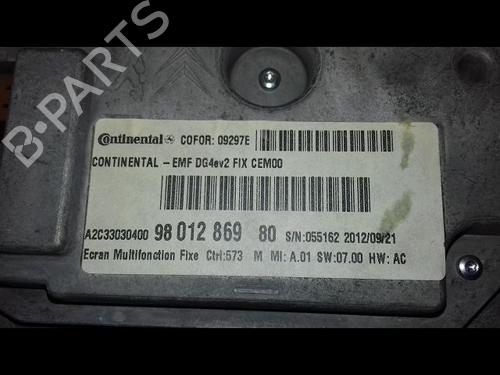 Continental COFOR: 09297E
CONTINENTAL - EMF DG4ev2 FIX CEM00
A2C33030400 98 012 869 80 S/N:055162 2012/09/21
Ecran Multifonction Fixe Ctrl:573 M MI: A.01 SW:07.00 HW: AC
B-PARTS